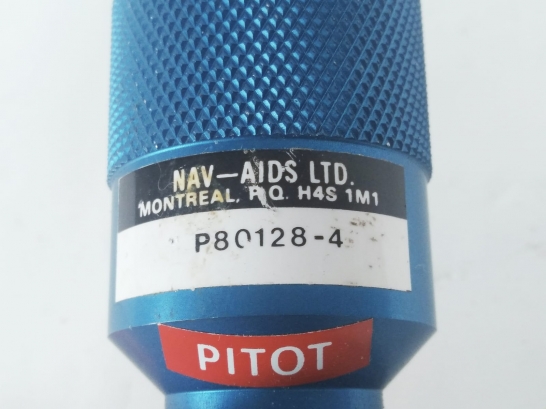 NAV-AIDS LTD.
MONTREAL, P.Q. H4S 1M1
P80128-4
PITOT